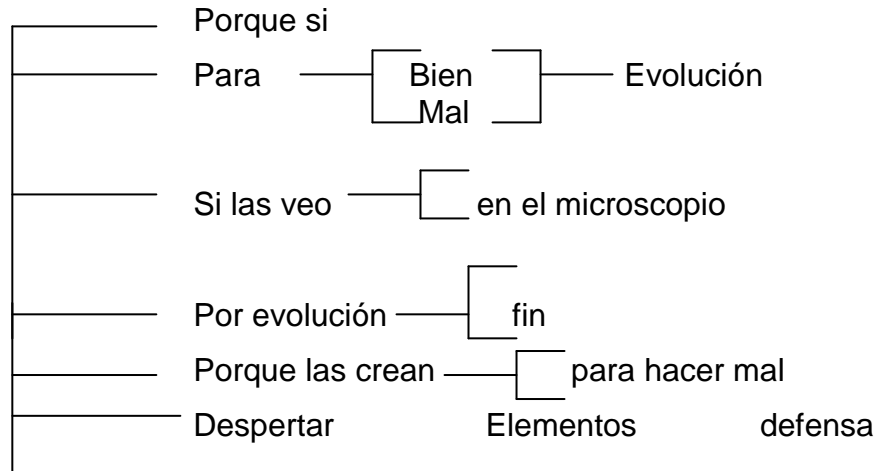 Porque si
Para Bien Evolución
Mal
Si las veo en el microscopio
Por evolución fin
Porque las crean para hacer mal
Despertar Elementos defensa